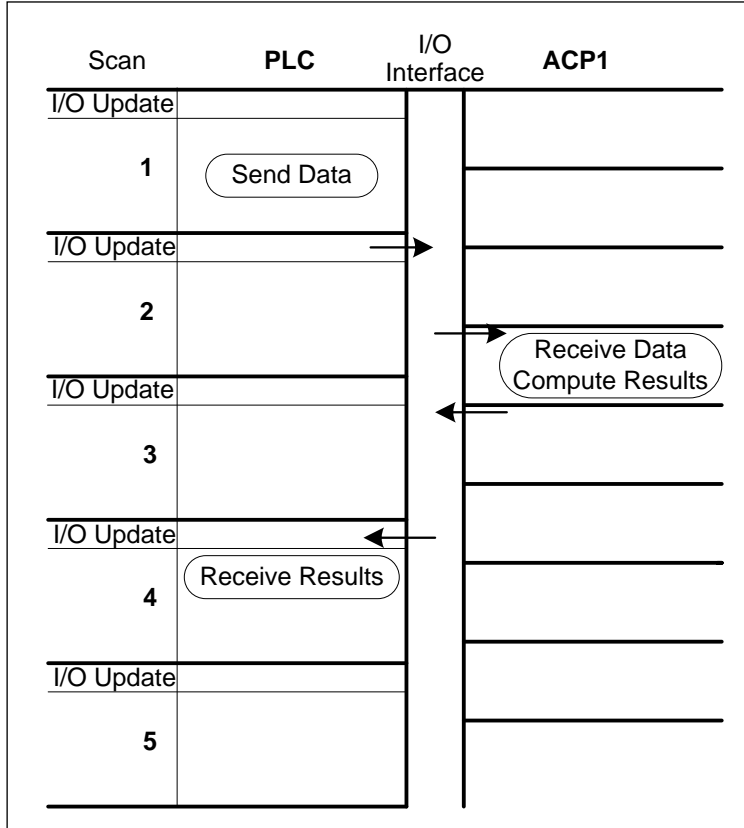 Scan PLC I/O Interface ACP1
I/O Update
1 Send Data
I/O Update
2
Receive Data
Compute Results
I/O Update
3
I/O Update
Receive Results
4
I/O Update
5